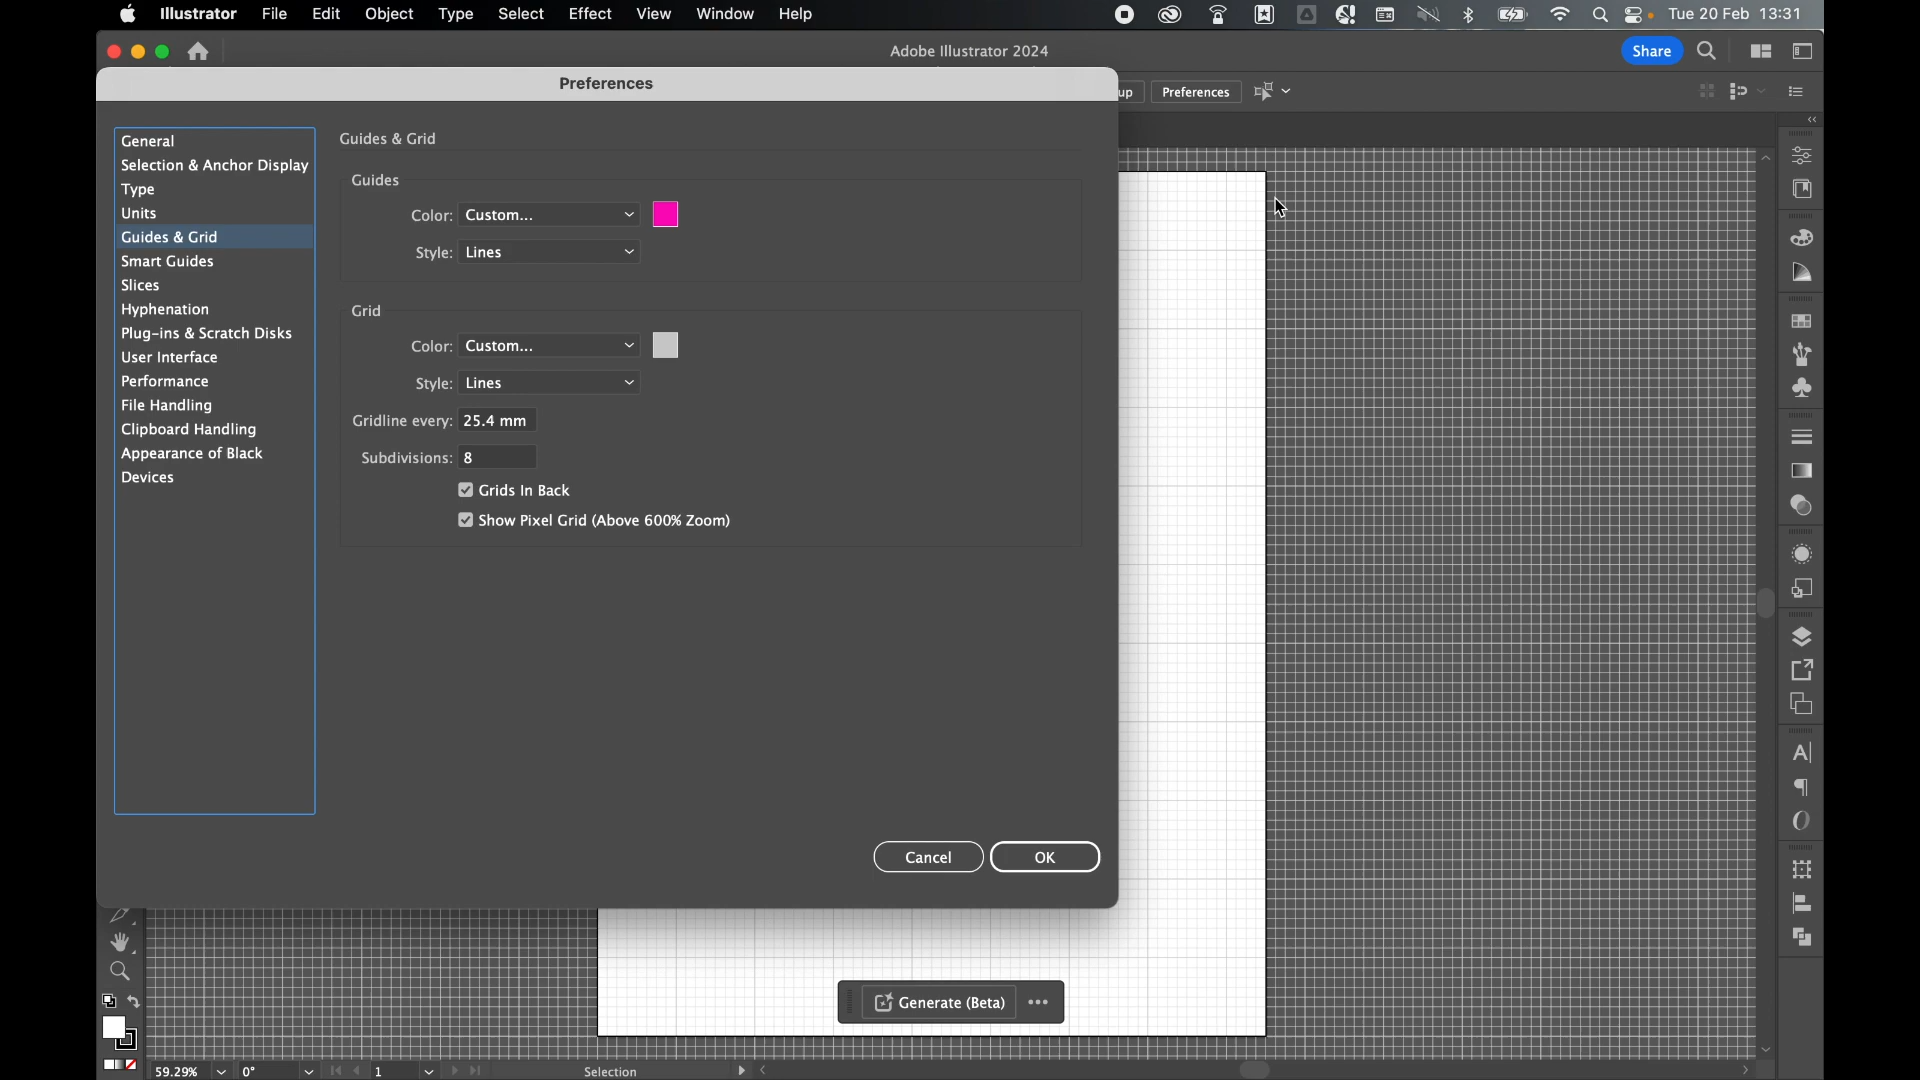 Illustrator File Edit Object Type Select Effect View Window Help Tue 20 Feb 13:31
Adobe Illustrator 2024 Share
Preferences
up Preferences
General
Selection & Anchor Display
Type
Units
Guides & Grid
Smart Guides
Slices
Hyphenation
Plug-ins & Scratch Disks
User Interface
Performance
File Handling
Clipboard Handling
Appearance of Black
Devices
Guides & Grid
Guides
Color: Custom...
Style: Lines
Grid
Color: Custom...
Style: Lines
Gridline every: 25.4 mm
Subdivisions: 8
Grids In Back
Show Pixel Grid (Above 600% Zoom)
Cancel OK
Generate (Beta)
59.29% 0° 1 Selection